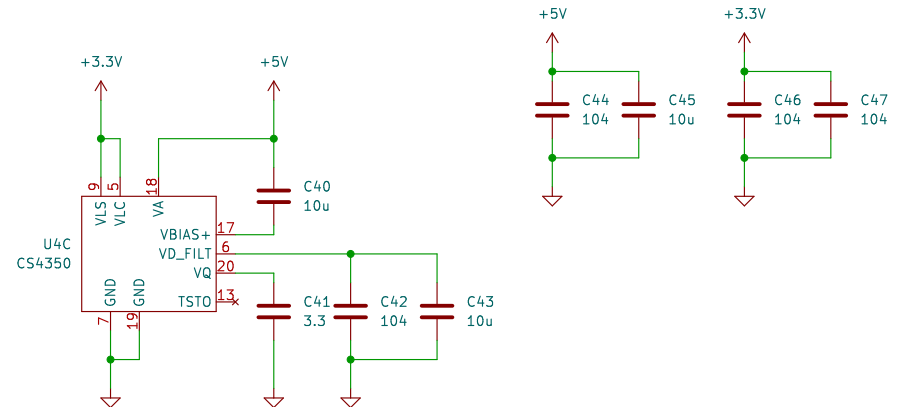 +5V
+3.3V
+3.3V
+5V
C44
104
C45
10u
C46
104
C47
104
9
5
18
VLS
VLC
VA
C40
10u
VBIAS+
17
VD_FILT
6
VQ
20
U4C
CS4350
GND
GND
TSTO
13
C41
3.3
C42
104
C43
10u
7
19